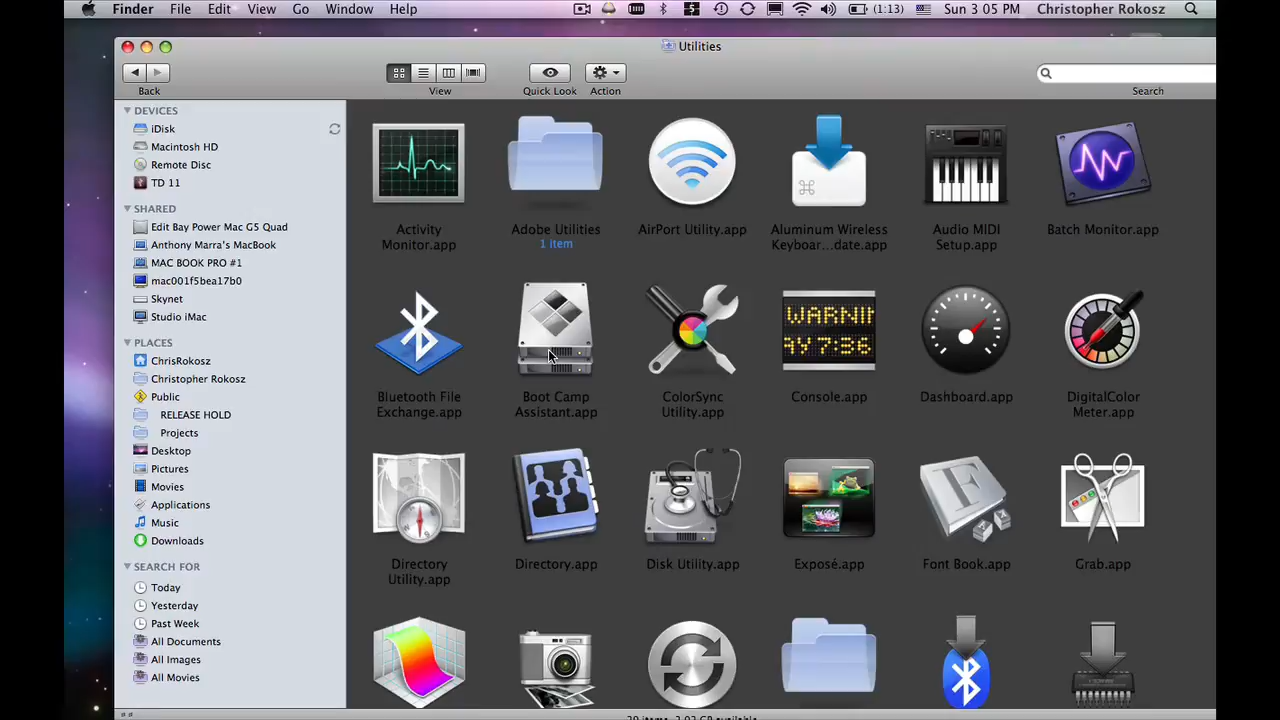 Finder File Edit View Go Window Help (1:13) Sun 3 05 PM Christopher Rokosz
Utilities
Back View Quick Look Action Search
DEVICES
iDisk
Macintosh HD
Remote Disc
TD 11
SHARED
Edit Bay Power Mac G5 Quad
Anthony Marra's MacBook
MAC BOOK PRO #1
mac001f5bea17b0
Skynet
Studio iMac
PLACES
ChrisRokosz
Christopher Rokosz
Public
RELEASE HOLD
Projects
Desktop
Pictures
Movies
Applications
Music
Downloads
SEARCH FOR
Today
Yesterday
Past Week
All Documents
All Images
All Movies
Activity
Monitor.app
Adobe Utilities
1 item
AirPort Utility.app
Aluminum Wireless
Keyboar...date.app
Audio MIDI
Setup.app
Batch Monitor.app
Bluetooth File
Exchange.app
Boot Camp
Assistant.app
ColorSync
Utility.app
WARNIN
AY 7:36
Console.app
Dashboard.app
DigitalColor
Meter.app
Directory
Utility.app
Directory.app
Disk Utility.app
Exposé.app
F
Font Book.app
Grab.app